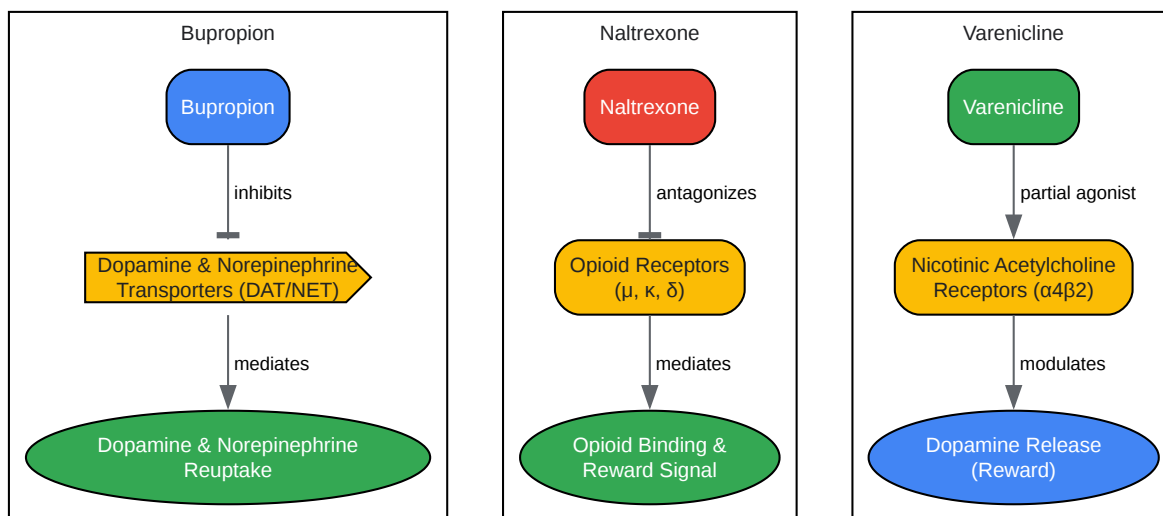 Bupropion
Bupropion
inhibits
Dopamine & Norepinephrine
Transporters (DAT/NET)
mediates
Dopamine & Norepinephrine
Reuptake
Naltrexone
Naltrexone
antagonizes
Opioid Receptors
(μ, κ, δ)
mediates
Opioid Binding &
Reward Signal
Varenicline
Varenicline
partial agonist
Nicotinic Acetylcholine
Receptors (α4β2)
modulates
Dopamine Release
(Reward)